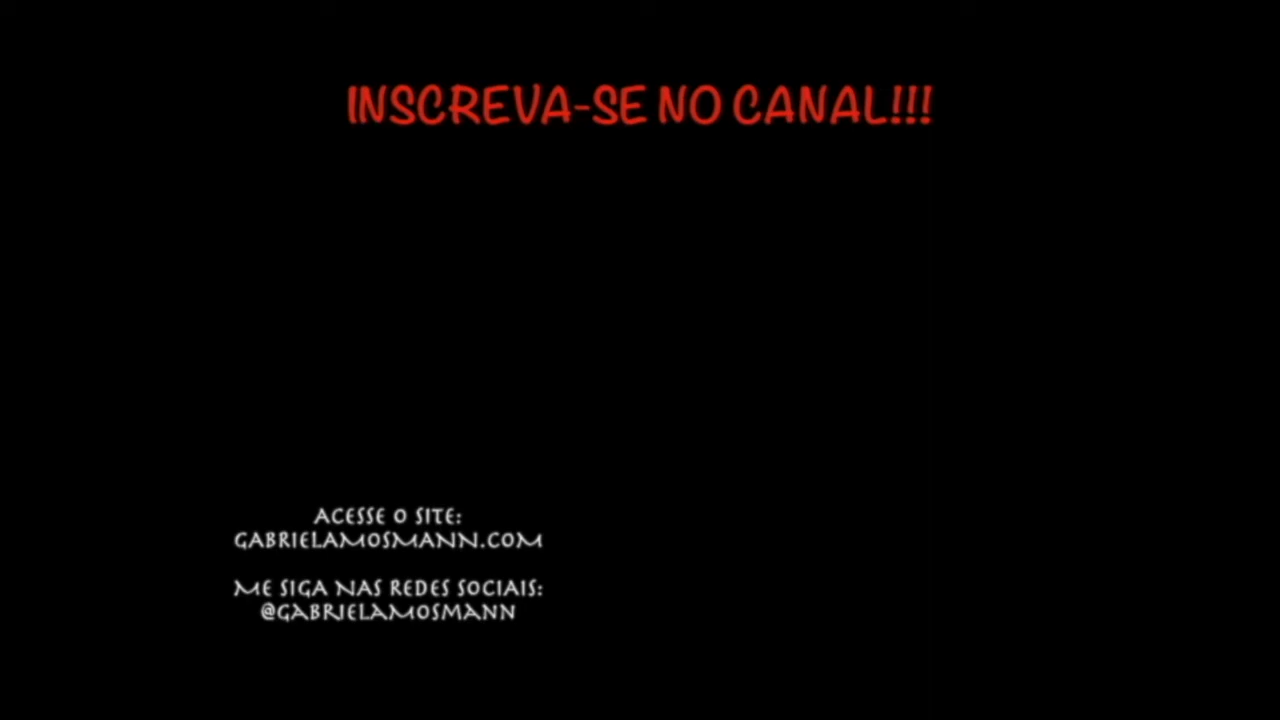 INSCREVA-SE NO CANAL!!!
ACESSE O SITE:
GABRIELAMOSMANN.COM
ME SIGA NAS REDES SOCIAIS:
@GABRIELAMOSMANN